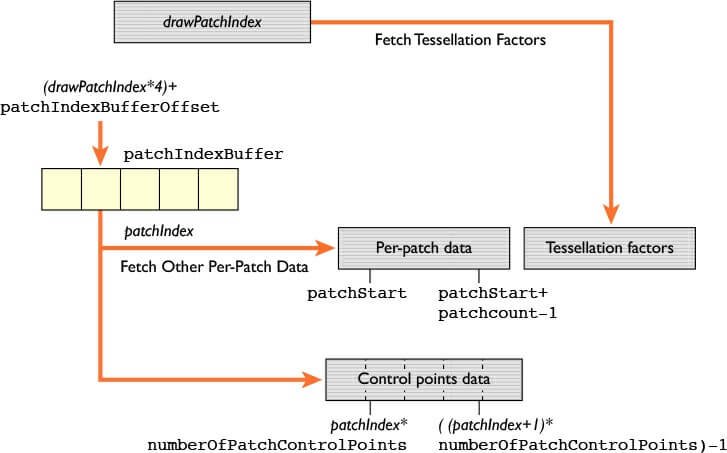 drawPatchIndex
Fetch Tessellation Factors
(drawPatchIndex*4)+
patchIndexBufferOffset
patchIndexBuffer
patchIndex
Fetch Other Per-Patch Data
Per-patch data
Tessellation factors
patchStart
patchStart+
patchcount-1
Control points data
patchIndex*
numberOfPatchControlPoints
( (patchIndex+1)*
numberOfPatchControlPoints)-1